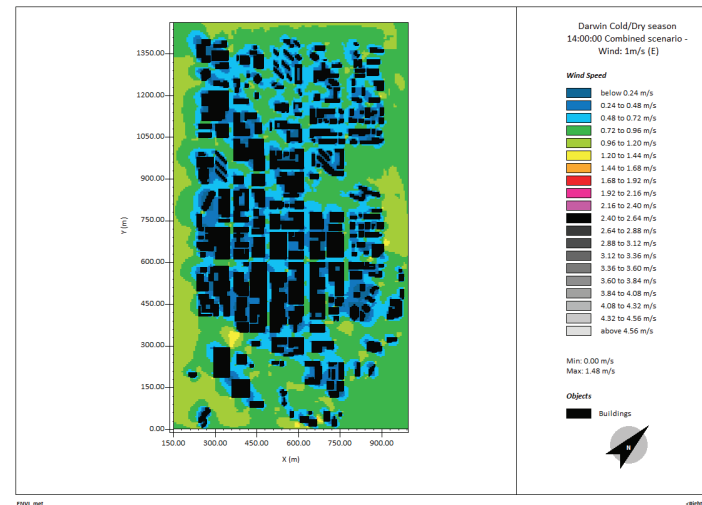 Darwin Cold/Dry season
14:00:00 Combined scenario -
Wind: 1m/s (E)
Wind Speed
below 0.24 m/s
0.24 to 0.48 m/s
0.48 to 0.72 m/s
0.72 to 0.96 m/s
0.96 to 1.20 m/s
1.20 to 1.44 m/s
1.44 to 1.68 m/s
1.68 to 1.92 m/s
1.92 to 2.16 m/s
2.16 to 2.40 m/s
2.40 to 2.64 m/s
2.64 to 2.88 m/s
2.88 to 3.12 m/s
3.12 to 3.36 m/s
3.36 to 3.60 m/s
3.60 to 3.84 m/s
3.84 to 4.08 m/s
4.08 to 4.32 m/s
4.32 to 4.56 m/s
above 4.56 m/s
Min: 0.00 m/s
Max: 1.48 m/s
Objects
Buildings
N
Y (m)
1350.00
1200.00
1050.00
900.00
750.00
600.00
450.00
300.00
150.00
0.00
150.00 300.00 450.00 600.00 750.00 900.00
X (m)